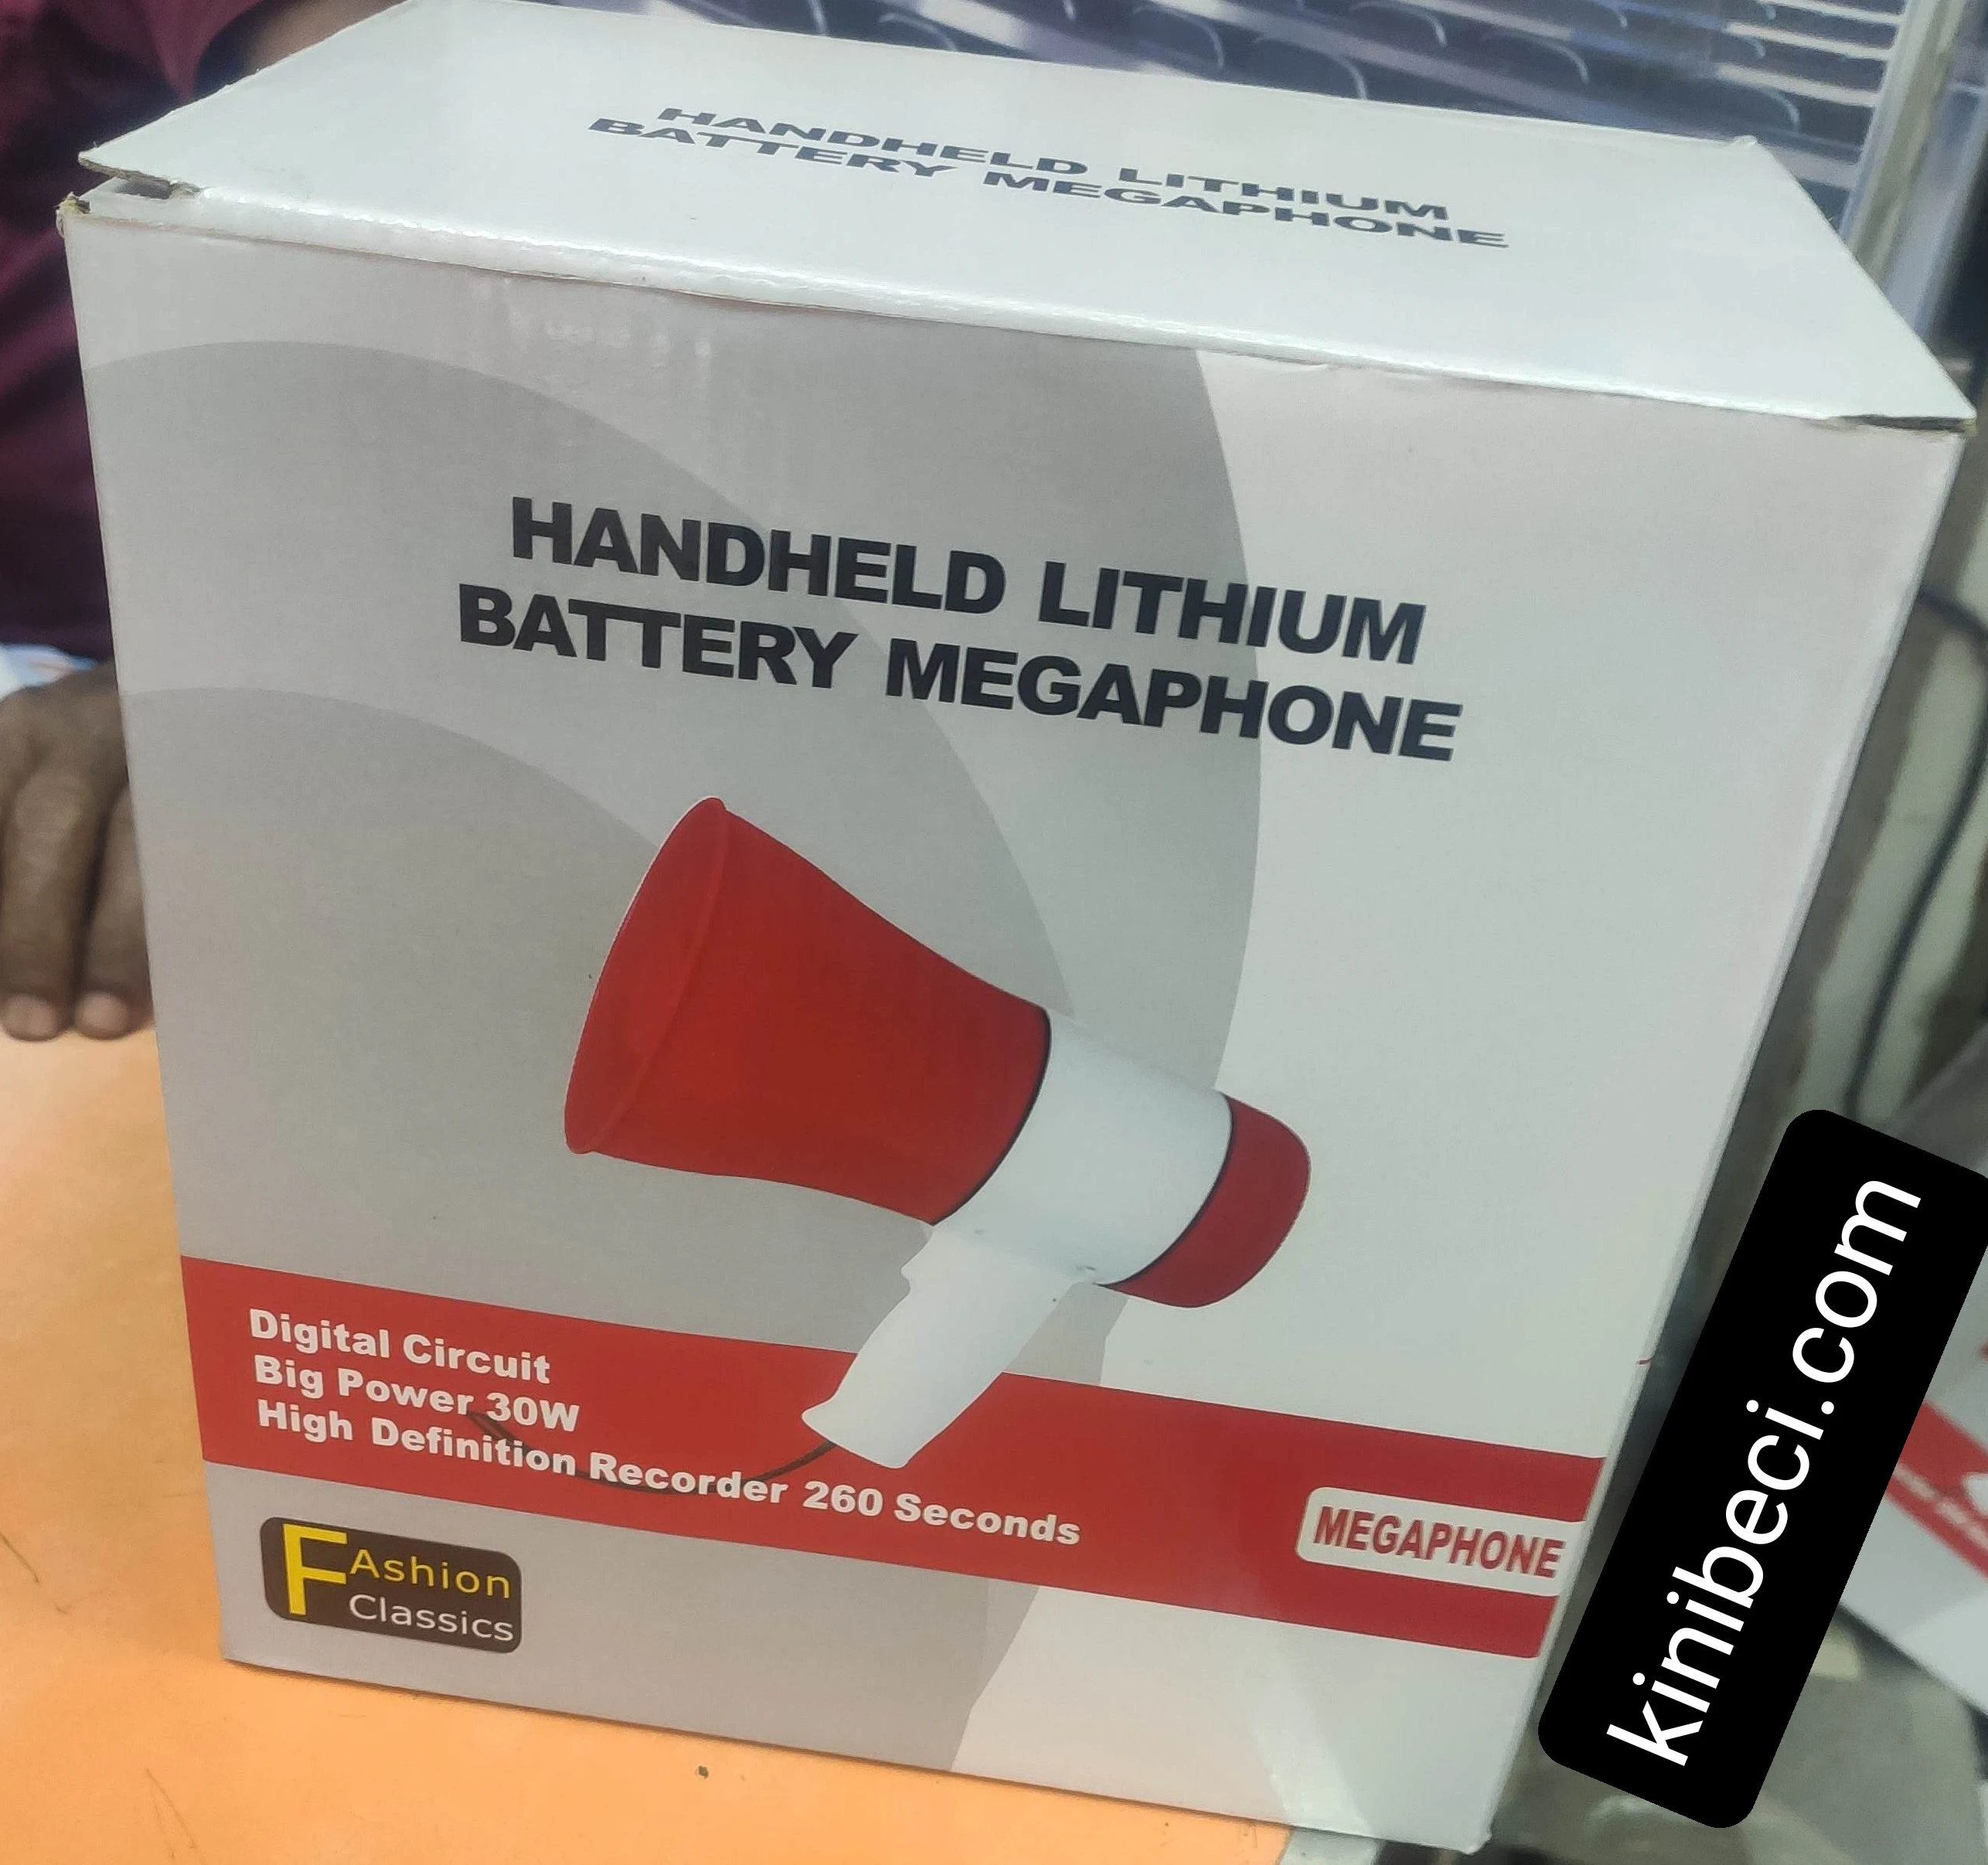 HANDHELD LITHIUM
BATTERY MEGAPHONE
HANDHELD LITHIUM
BATTERY MEGAPHONE
Digital Circuit
Big Power 30W
High Definition Recorder 260 Seconds
MEGAPHONE
FAshion
Classics
kinibeci.com